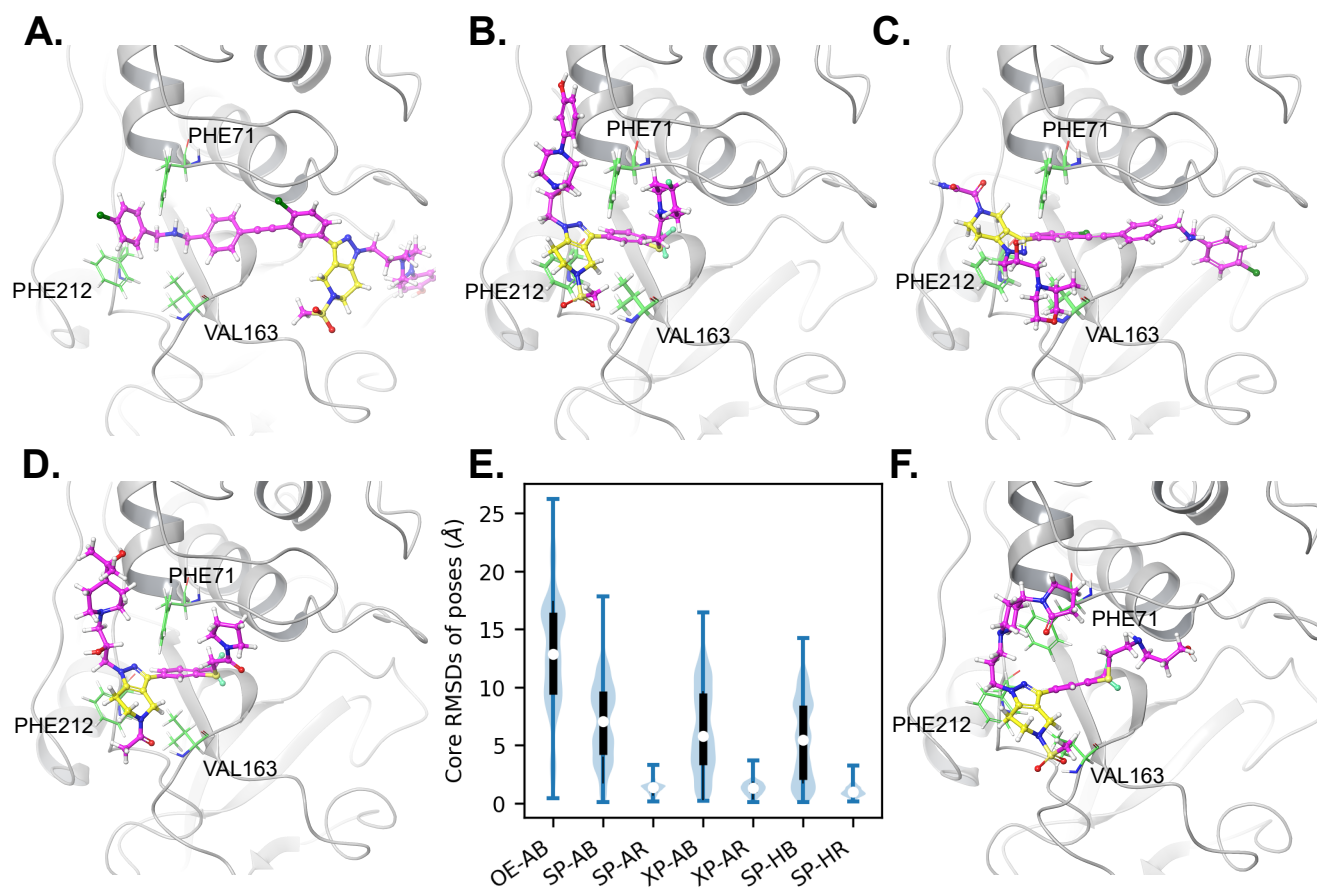 A.
B.
C.
PHE71
PHE212
VAL163
PHE71
PHE212
VAL163
PHE71
PHE212
VAL163
D.
E.
F.
PHE71
PHE212
VAL163
Core RMSDs of poses (Å)
25
20
15
10
5
0
OE-AB
SP-AB
SP-AR
XP-AB
XP-AR
SP-HB
SP-HR
PHE71
PHE212
VAL163